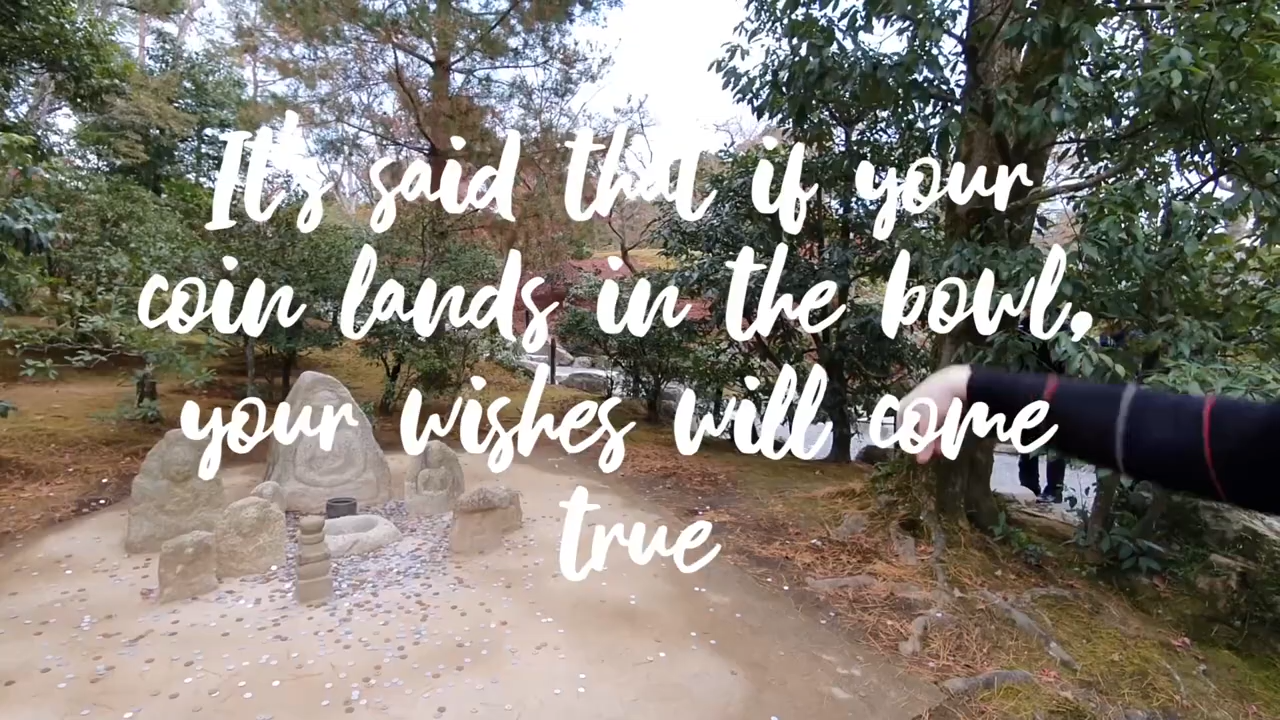 It's said that if your
coin lands in the bowl,
your wishes will come
true